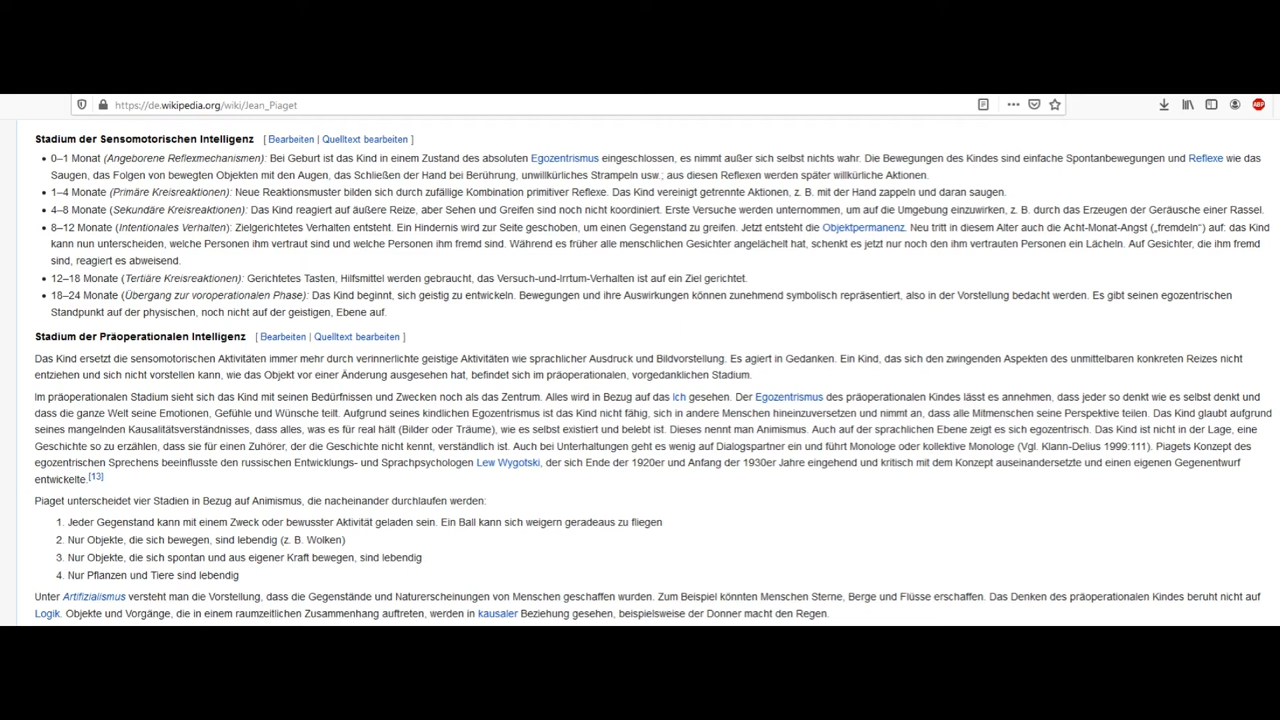 https://de.wikipedia.org/wiki/Jean_Piaget
ABP
Stadium der Sensomotorischen Intelligenz [ Bearbeiten | Quelltext bearbeiten ]
• 0–1 Monat (Angeborene Reflexmechanismen): Bei Geburt ist das Kind in einem Zustand des absoluten Egozentrismus eingeschlossen, es nimmt außer sich selbst nichts wahr. Die Bewegungen des Kindes sind einfache Spontanbewegungen und Reflexe wie das
Saugen, das Folgen von bewegten Objekten mit den Augen, das Schließen der Hand bei Berührung, unwillkürliches Strampeln usw.; aus diesen Reflexen werden später willkürliche Aktionen.
• 1–4 Monate (Primäre Kreisreaktionen): Neue Reaktionsmuster bilden sich durch zufällige Kombination primitiver Reflexe. Das Kind vereinigt getrennte Aktionen, z. B. mit der Hand zappeln und daran saugen.
• 4–8 Monate (Sekundäre Kreisreaktionen: Das Kind reagiert auf äußere Reize, aber Sehen und Greifen sind noch nicht koordiniert. Erste Versuche werden unternommen, um auf die Umgebung einzuwirken, z. B. durch das Erzeugen der Geräusche einer Rassel.
• 8–12 Monate (Intentionales Verhalten): Zielgerichtetes Verhalten entsteht. Ein Hindernis wird zur Seite geschoben, um einen Gegenstand zu greifen. Jetzt entsteht die Objektpermanenz. Neu tritt in diesem Alter auch die Acht-Monat-Angst („fremdeln“) auf: das Kind
kann nun unterscheiden, welche Personen ihm vertraut sind und welche Personen ihm fremd sind. Während es früher alle menschlichen Gesichter angelächelt hat, schenkt es jetzt nur noch den ihm vertrauten Personen ein Lächeln. Auf Gesichter, die ihm fremd
sind, reagiert es abweisend.
• 12–18 Monate (Tertiäre Kreisreaktionen): Gerichtetes Tasten, Hilfsmittel werden gebraucht, das Versuch-und-Irrtum-Verhalten ist auf ein Ziel gerichtet.
• 18–24 Monate (Übergang zur voroperationalen Phase): Das Kind beginnt, sich geistig zu entwickeln. Bewegungen und ihre Auswirkungen können zunehmend symbolisch repräsentiert, also in der Vorstellung bedacht werden. Es gibt seinen egozentrischen
Standpunkt auf der physischen, noch nicht auf der geistigen, Ebene auf.
Stadium der Präoperationalen Intelligenz [ Bearbeiten | Quelltext bearbeiten ]
Das Kind ersetzt die sensomotorischen Aktivitäten immer mehr durch verinnerlichte geistige Aktivitäten wie sprachlicher Ausdruck und Bildvorstellung. Es agiert in Gedanken. Ein Kind, das sich den zwingenden Aspekten des unmittelbaren konkreten Reizes nicht
entziehen und sich nicht vorstellen kann, wie das Objekt vor einer Änderung ausgesehen hat, befindet sich im präoperationalen, vorgedanklichen Stadium.
Im präoperationalen Stadium sieht sich das Kind mit seinen Bedürfnissen und Zwecken noch als das Zentrum. Alles wird in Bezug auf das Ich gesehen. Der Egozentrismus des präoperationalen Kindes lässt es annehmen, dass jeder so denkt wie es selbst denkt und
dass die ganze Welt seine Emotionen, Gefühle und Wünsche teilt. Aufgrund seines kindlichen Egozentrismus ist das Kind nicht fähig, sich in andere Menschen hineinzuversetzen und nimmt an, dass alle Mitmenschen seine Perspektive teilen. Das Kind glaubt aufgrund
seines mangelnden Kausalitätsverständnisses, dass alles, was es für real hält (Bilder oder Träume), wie es selbst existiert und belebt ist. Dieses nennt man Animismus. Auch auf der sprachlichen Ebene zeigt es sich egozentrisch. Das Kind ist nicht in der Lage, eine
Geschichte so zu erzählen, dass sie für einen Zuhörer, der die Geschichte nicht kennt, verständlich ist. Auch bei Unterhaltungen geht es wenig auf Dialogpartner ein und führt Monologe oder kollektive Monologe (Vgl. Klann-Delius 1999:111). Piagets Konzept des
egozentrischen Sprechens beeinflusste den russischen Entwicklungs- und Sprachpsychologen Lew Wygotski, der sich Ende der 1920er und Anfang der 1930er Jahre eingehend und kritisch mit dem Konzept auseinandersetzte und einen eigenen Gegenentwurf
entwickelte.[13]
Piaget unterscheidet vier Stadien in Bezug auf Animismus, die nacheinander durchlaufen werden:
1. Jeder Gegenstand kann mit einem Zweck oder bewusster Aktivität geladen sein. Ein Ball kann sich weigern geradeaus zu fliegen
2. Nur Objekte, die sich bewegen, sind lebendig (z. B. Wolken)
3. Nur Objekte, die sich spontan und aus eigener Kraft bewegen, sind lebendig
4. Nur Pflanzen und Tiere sind lebendig
Unter Artifizialismus versteht man die Vorstellung, dass die Gegenstände und Naturerscheinungen von Menschen geschaffen wurden. Zum Beispiel könnten Menschen Sterne, Berge und Flüsse erschaffen. Das Denken des präoperationalen Kindes beruht nicht auf
Logik. Objekte und Vorgänge, die in einem raumzeitlichen Zusammenhang auftreten, werden in kausaler Beziehung gesehen, beispielsweise der Donner macht den Regen.